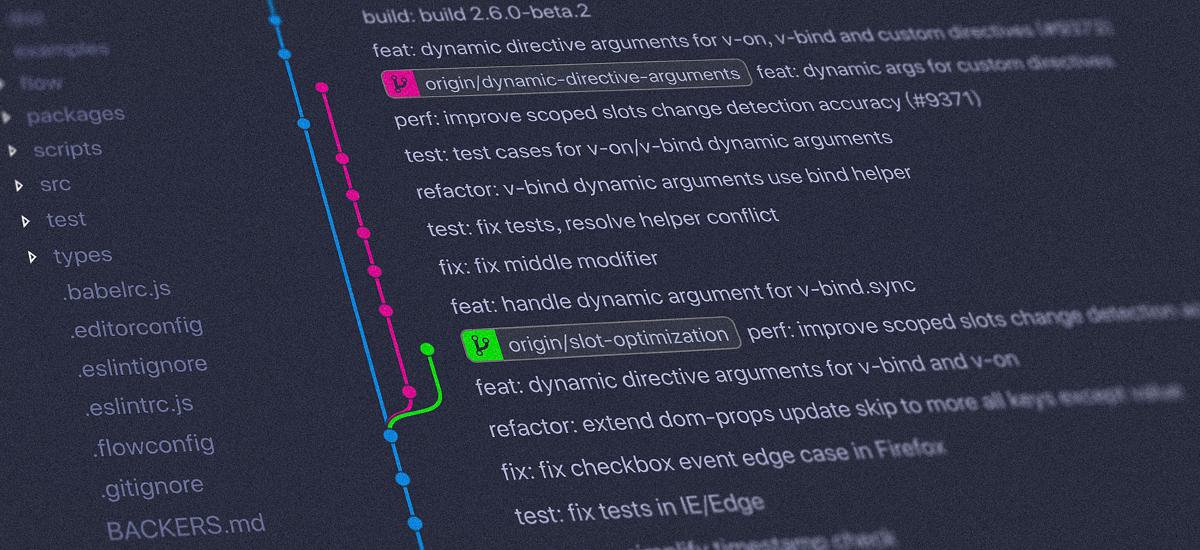 examples
flow
packages
scripts
src
test
types
.babelrc.js
.editorconfig
.eslintignore
.eslintrc.js
.flowconfig
.gitignore
BACKERS.md
build: build 2.6.0-beta.2
feat: dynamic directive arguments for v-on, v-bind and custom directives (#9373)
origin/dynamic-directive-arguments feat: dynamic args for custom directives
perf: improve scoped slots change detection accuracy (#9371)
test: test cases for v-on/v-bind dynamic arguments
refactor: v-bind dynamic arguments use bind helper
test: fix tests, resolve helper conflict
fix: fix middle modifier
feat: handle dynamic argument for v-bind.sync
origin/slot-optimization perf: improve scoped slots change detection
feat: dynamic directive arguments for v-bind and v-on
refactor: extend dom-props update skip to more all keys except value
fix: fix checkbox event edge case in Firefox
test: fix tests in IE/Edge
simplify timestamp check